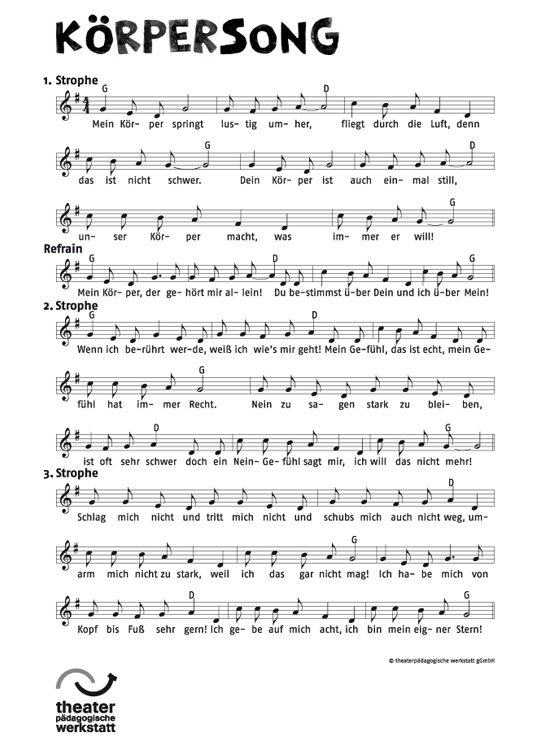 KÖRPERSONG
1. Strophe
G D
4
4
Mein Kör- per springt lus- tig um- her, fliegt durch die Luft, denn
G D
das ist nicht schwer. Dein Kör- per ist auch ein- mal still,
G
un- ser Kör- per macht, was im- mer er will!
Refrain
G D G
Mein Kör- per, der ge- hört mir al- lein! Du be- stimmst ü- ber Dein und ich ü- ber Mein!
2. Strophe
G D
Wenn ich be- rührt wer- de, weiß ich wie's mir geht! Mein Ge- fühl, das ist echt, mein Ge-
G
fühl hat im- mer Recht. Nein zu sa- gen stark zu blei- ben,
D G
ist oft sehr schwer doch ein Nein- Ge- fühl sagt mir, ich will das nicht mehr!
3. Strophe
D
Schlag mich nicht und tritt mich nicht und schubs mich auch nicht weg, um-
G
arm mich nicht zu stark, weil ich das gar nicht mag! Ich ha- be mich von
D G
Kopf bis Fuß sehr gern! Ich ge- be auf mich acht, ich bin mein eig- ner Stern!
© theaterpädagogische werkstatt gGmbH
theater
pädagogische
werkstatt